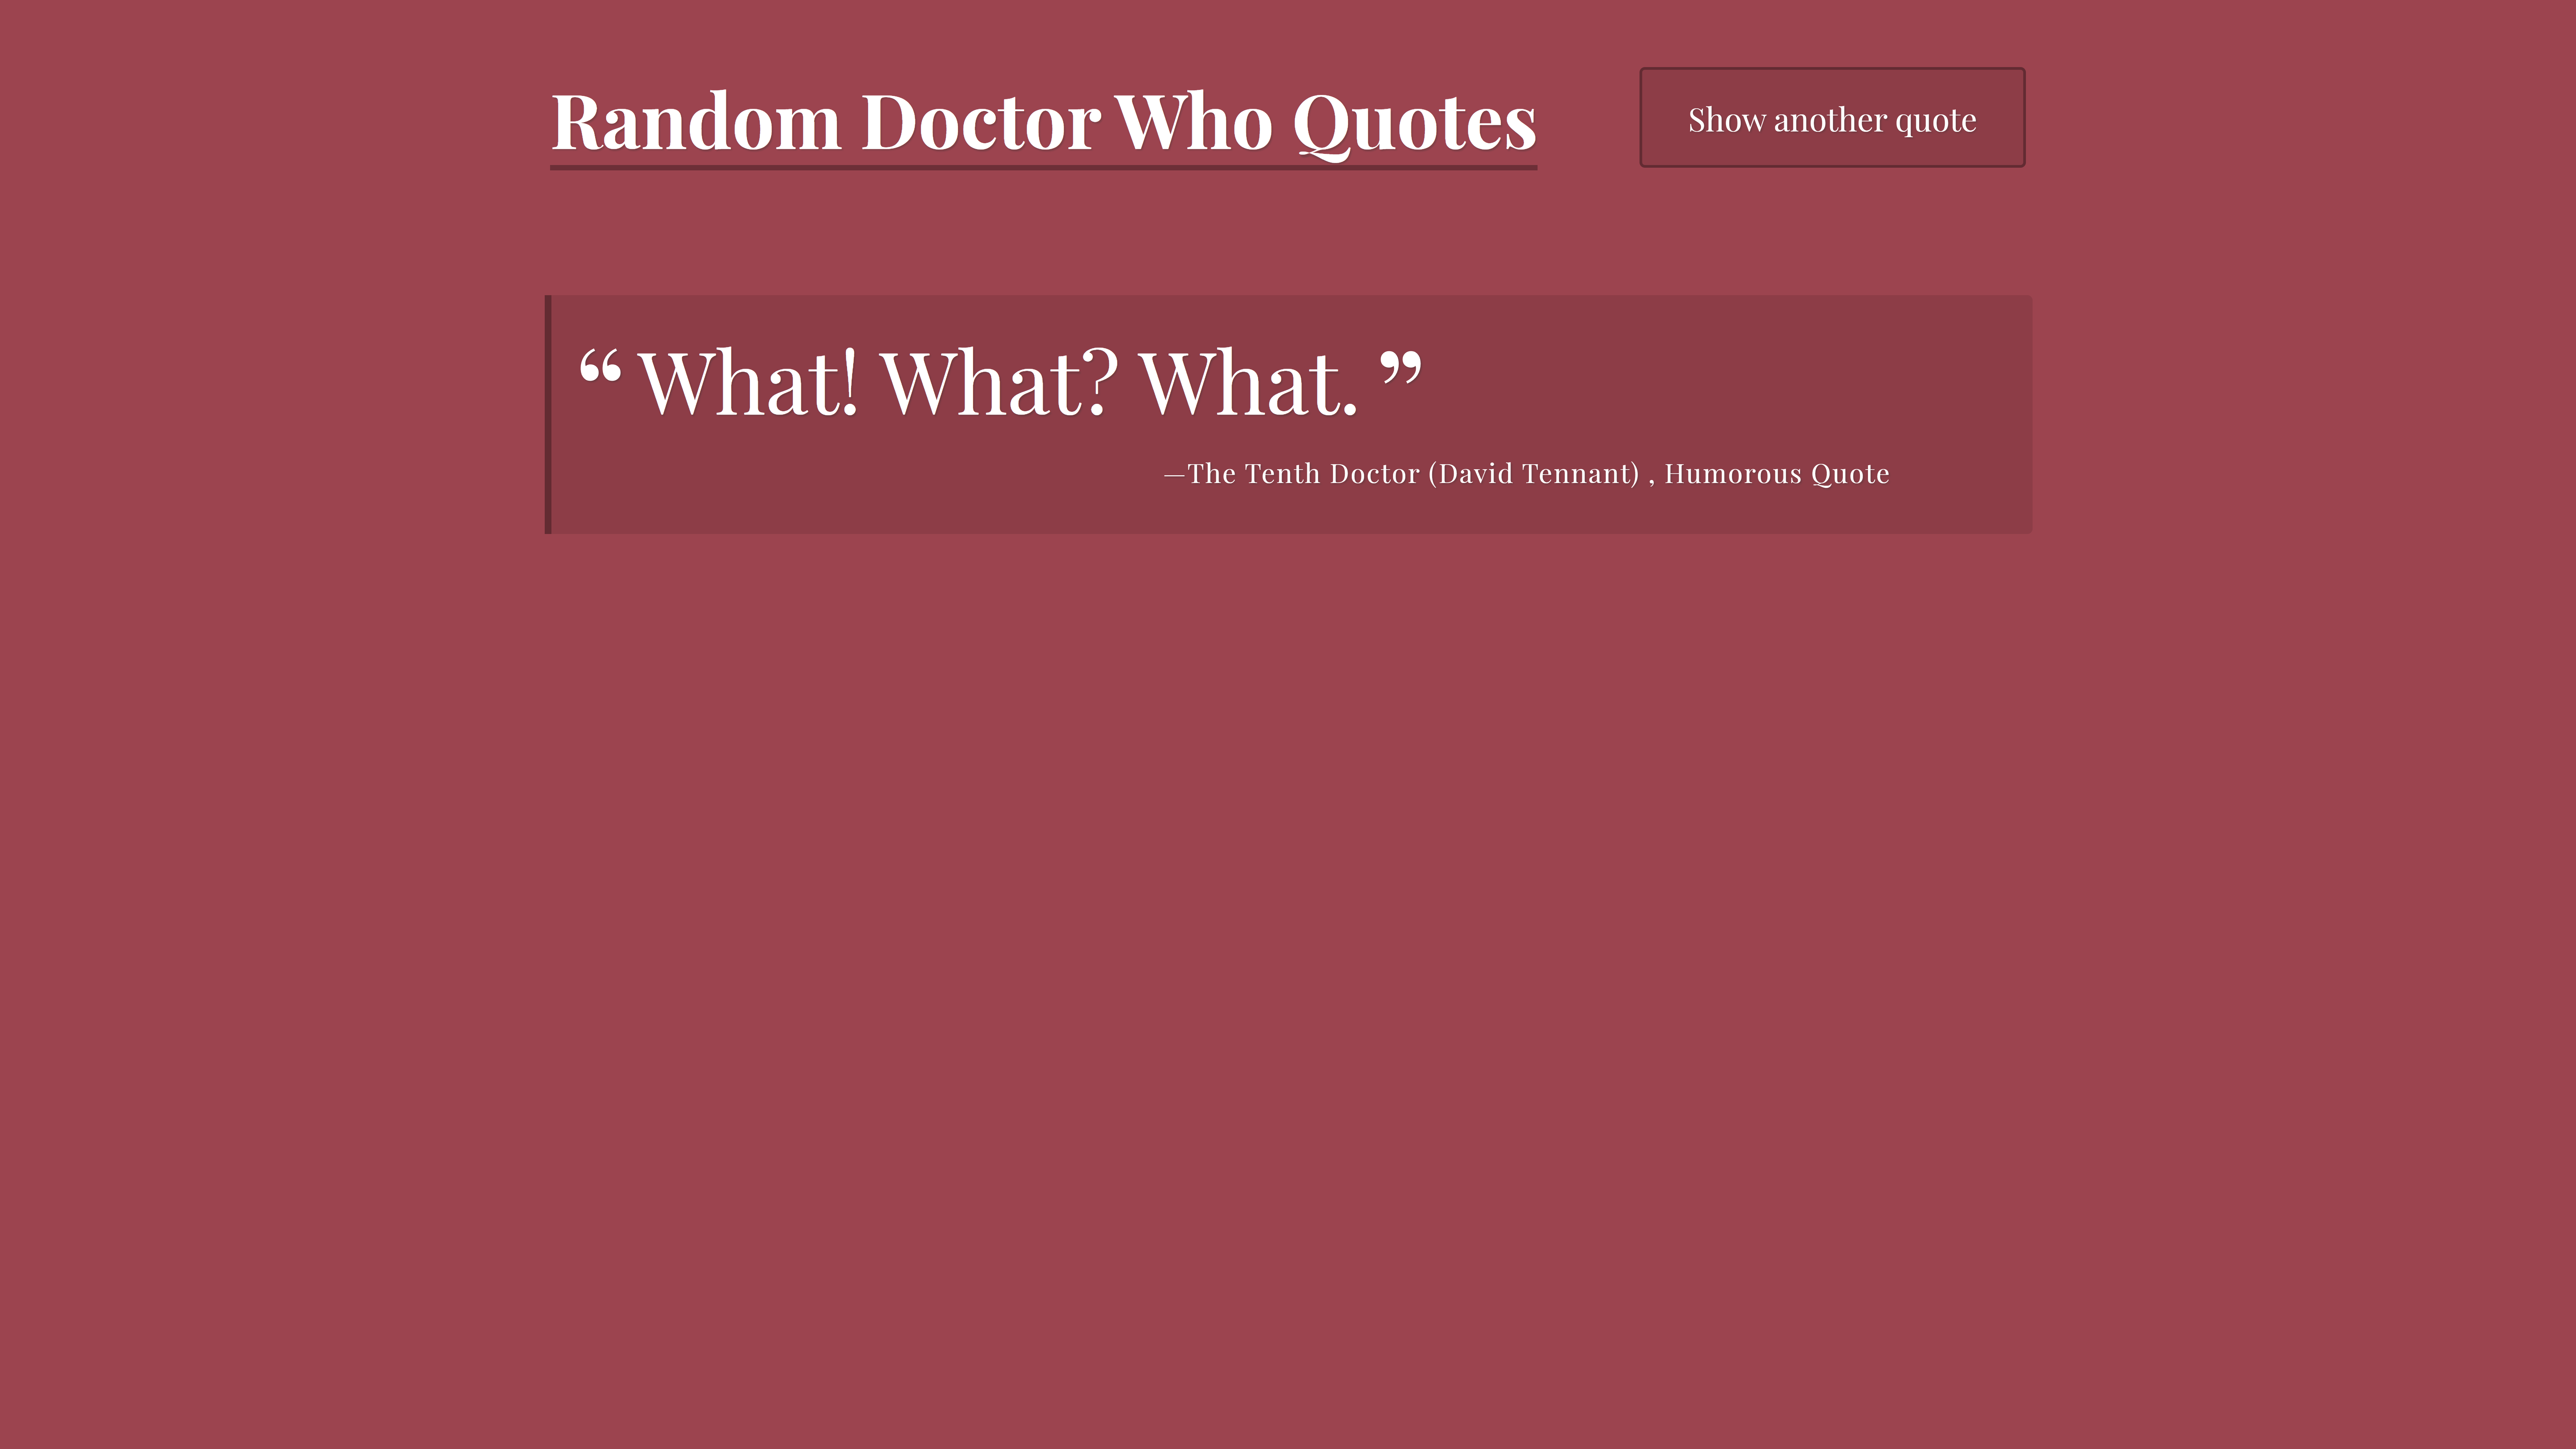 Random Doctor Who Quotes
Show another quote
“ What! What? What. ”
—The Tenth Doctor (David Tennant) , Humorous Quote